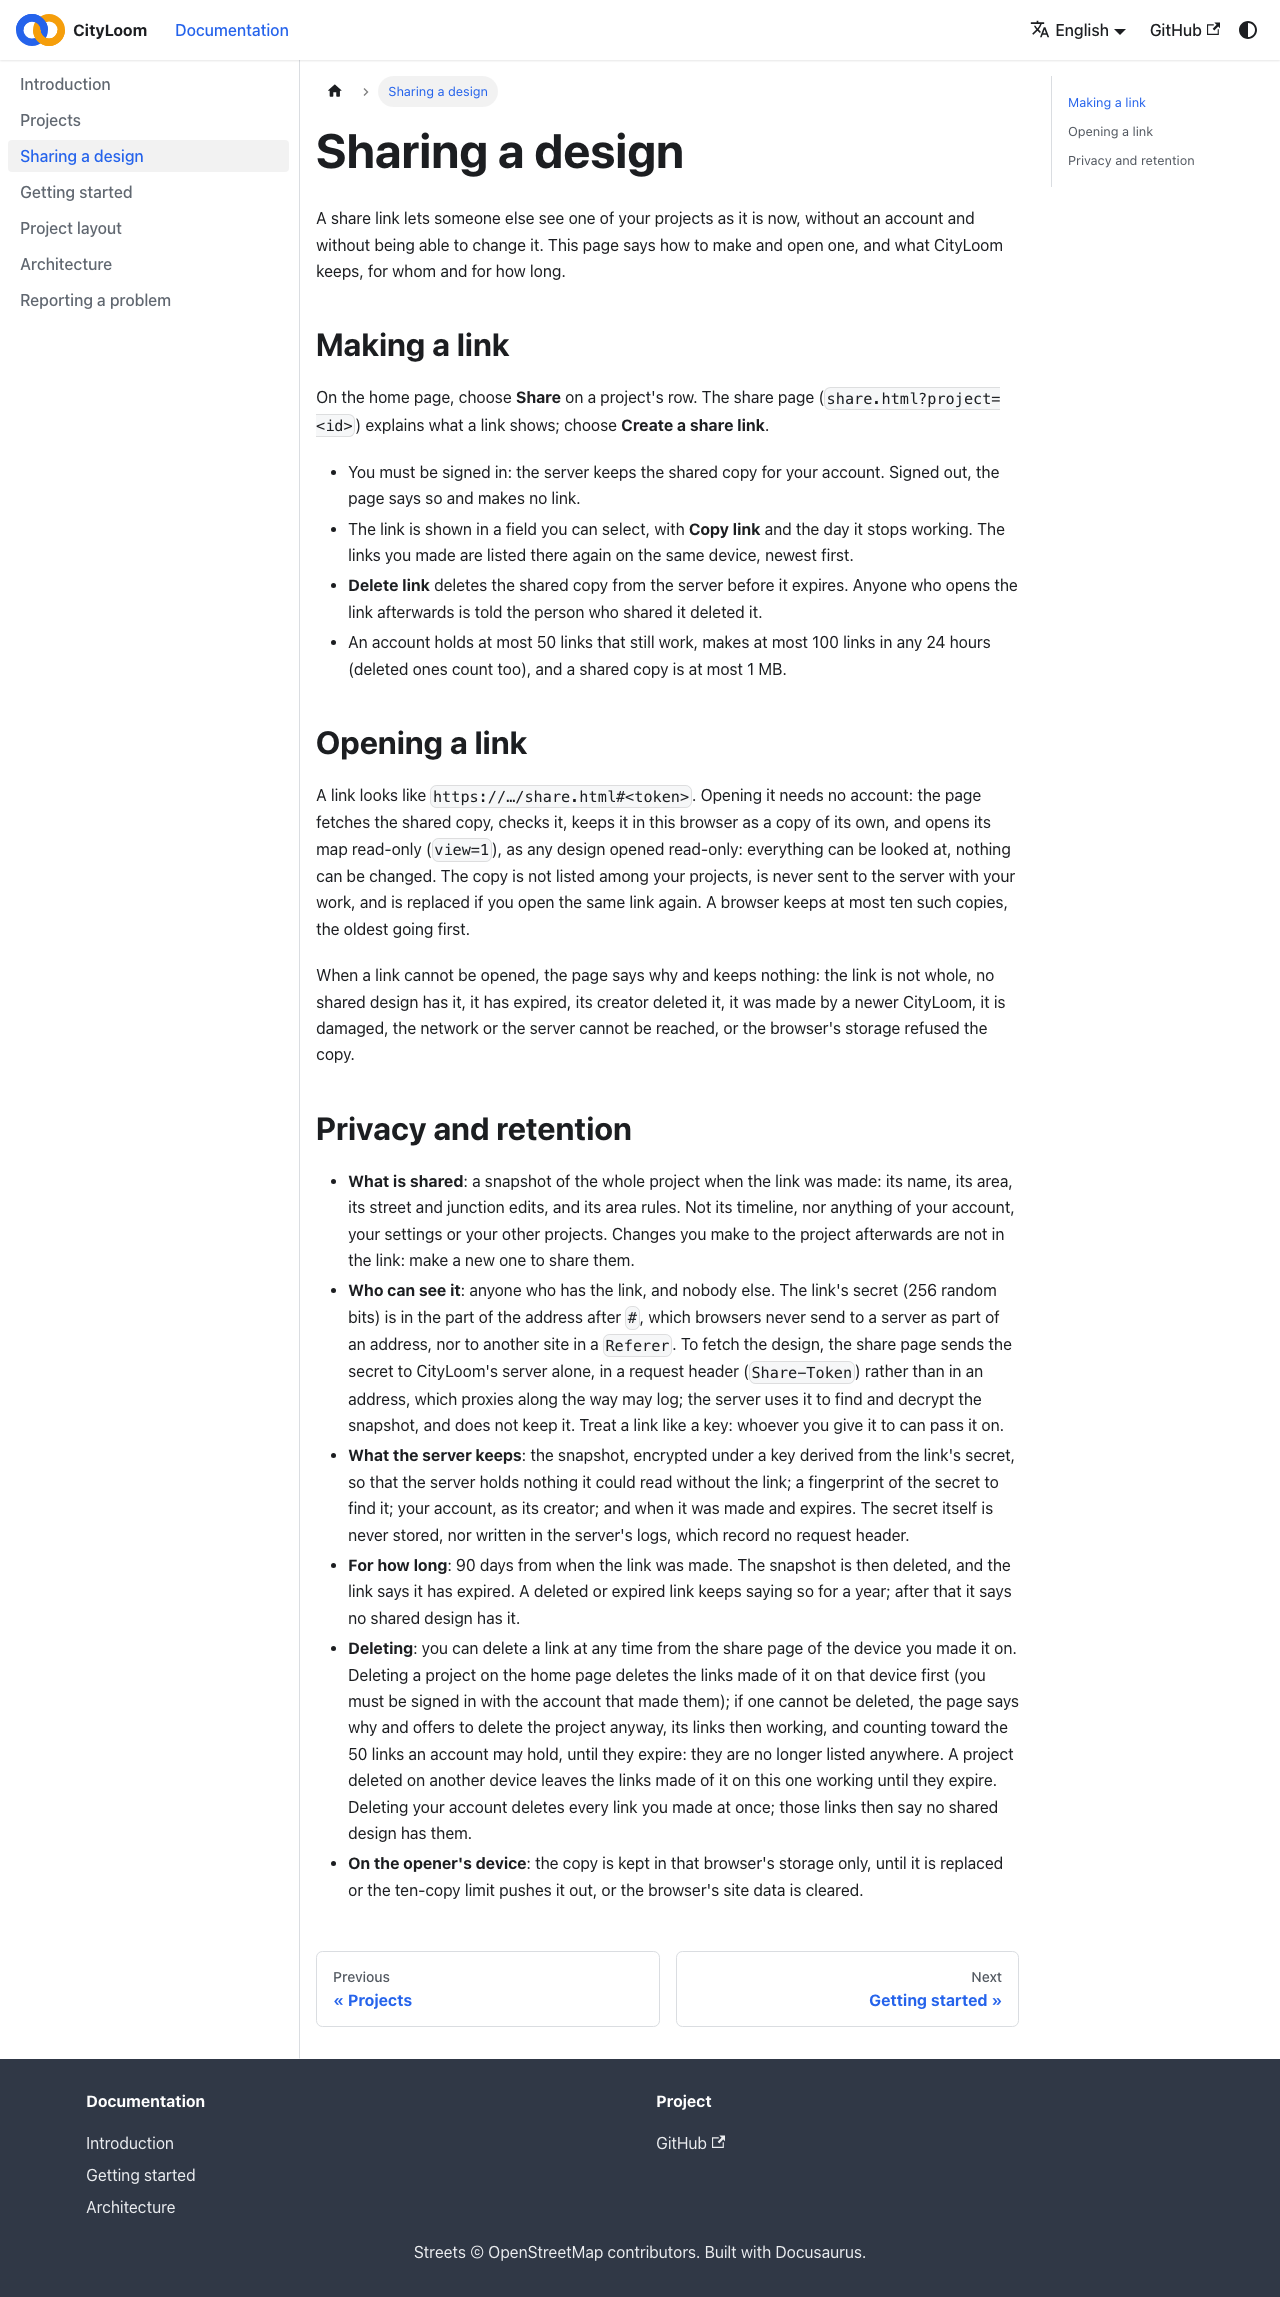 CityLoom
Documentation
English
GitHub
Introduction
Projects
Sharing a design
Getting started
Project layout
Architecture
Reporting a problem
Sharing a design
Making a link
Opening a link
Privacy and retention
Sharing a design
A share link lets someone else see one of your projects as it is now, without an account and
without being able to change it. This page says how to make and open one, and what CityLoom
keeps, for whom and for how long.
Making a link
On the home page, choose Share on a project's row. The share page (share.html?project=
<id>) explains what a link shows; choose Create a share link.
• You must be signed in: the server keeps the shared copy for your account. Signed out, the
page says so and makes no link.
• The link is shown in a field you can select, with Copy link and the day it stops working. The
links you made are listed there again on the same device, newest first.
• Delete link deletes the shared copy from the server before it expires. Anyone who opens the
link afterwards is told the person who shared it deleted it.
• An account holds at most 50 links that still work, makes at most 100 links in any 24 hours
(deleted ones count too), and a shared copy is at most 1 MB.
Opening a link
A link looks like https://…/share.html#<token>. Opening it needs no account: the page
fetches the shared copy, checks it, keeps it in this browser as a copy of its own, and opens its
map read-only (view=1), as any design opened read-only: everything can be looked at, nothing
can be changed. The copy is not listed among your projects, is never sent to the server with your
work, and is replaced if you open the same link again. A browser keeps at most ten such copies,
the oldest going first.
When a link cannot be opened, the page says why and keeps nothing: the link is not whole, no
shared design has it, it has expired, its creator deleted it, it was made by a newer CityLoom, it is
damaged, the network or the server cannot be reached, or the browser's storage refused the
copy.
Privacy and retention
• What is shared: a snapshot of the whole project when the link was made: its name, its area,
its street and junction edits, and its area rules. Not its timeline, nor anything of your account,
your settings or your other projects. Changes you make to the project afterwards are not in
the link: make a new one to share them.
• Who can see it: anyone who has the link, and nobody else. The link's secret (256 random
bits) is in the part of the address after #, which browsers never send to a server as part of
an address, nor to another site in a Referer. To fetch the design, the share page sends the
secret to CityLoom's server alone, in a request header (Share-Token) rather than in an
address, which proxies along the way may log; the server uses it to find and decrypt the
snapshot, and does not keep it. Treat a link like a key: whoever you give it to can pass it on.
• What the server keeps: the snapshot, encrypted under a key derived from the link's secret,
so that the server holds nothing it could read without the link; a fingerprint of the secret to
find it; your account, as its creator; and when it was made and expires. The secret itself is
never stored, nor written in the server's logs, which record no request header.
• For how long: 90 days from when the link was made. The snapshot is then deleted, and the
link says it has expired. A deleted or expired link keeps saying so for a year; after that it says
no shared design has it.
• Deleting: you can delete a link at any time from the share page of the device you made it on.
Deleting a project on the home page deletes the links made of it on that device first (you
must be signed in with the account that made them); if one cannot be deleted, the page says
why and offers to delete the project anyway, its links then working, and counting toward the
50 links an account may hold, until they expire: they are no longer listed anywhere. A project
deleted on another device leaves the links made of it on this one working until they expire.
Deleting your account deletes every link you made at once; those links then say no shared
design has them.
• On the opener's device: the copy is kept in that browser's storage only, until it is replaced
or the ten-copy limit pushes it out, or the browser's site data is cleared.
Previous
« Projects
Next
Getting started »
Documentation
Introduction
Getting started
Architecture
Project
GitHub
Streets © OpenStreetMap contributors. Built with Docusaurus.